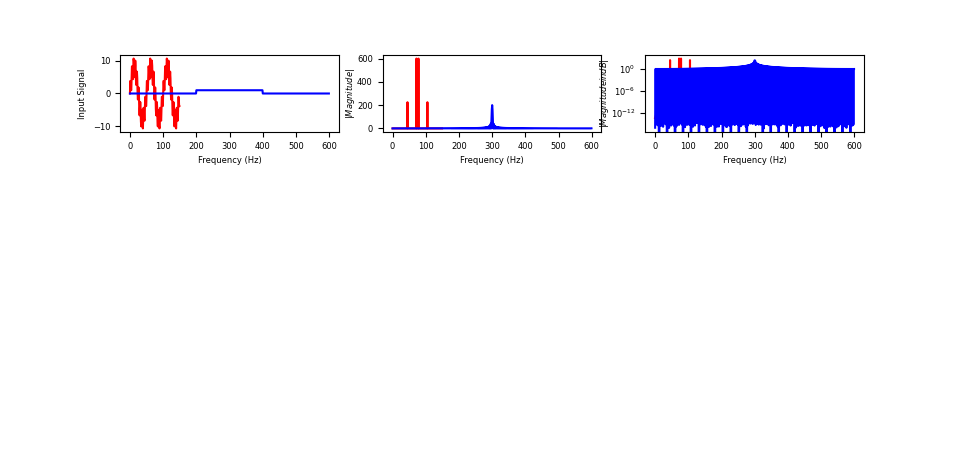 Input Signal
10
0
−10
0 100 200 300 400 500 600
Frequency (Hz)
|Magnitude|
600
400
200
0
0 100 200 300 400 500 600
Frequency (Hz)
|MagnitudeindB|
10^0
10^−6
10^−12
0 100 200 300 400 500 600
Frequency (Hz)